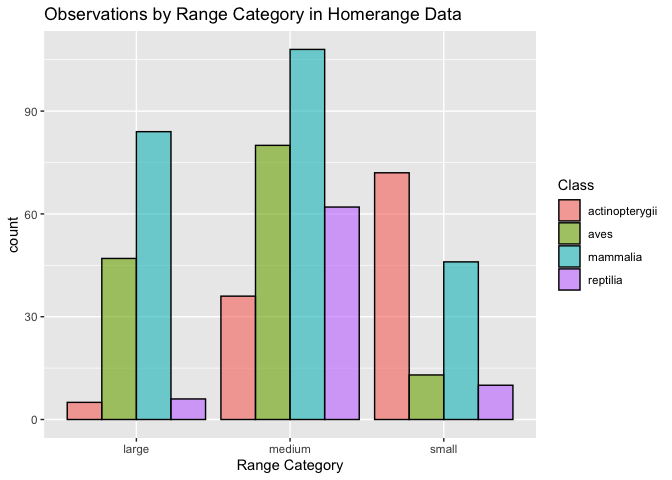 Observations by Range Category in Homerange Data
count
90
60
30
0
large medium small
Range Category
Class
actinopterygii
aves
mammalia
reptilia